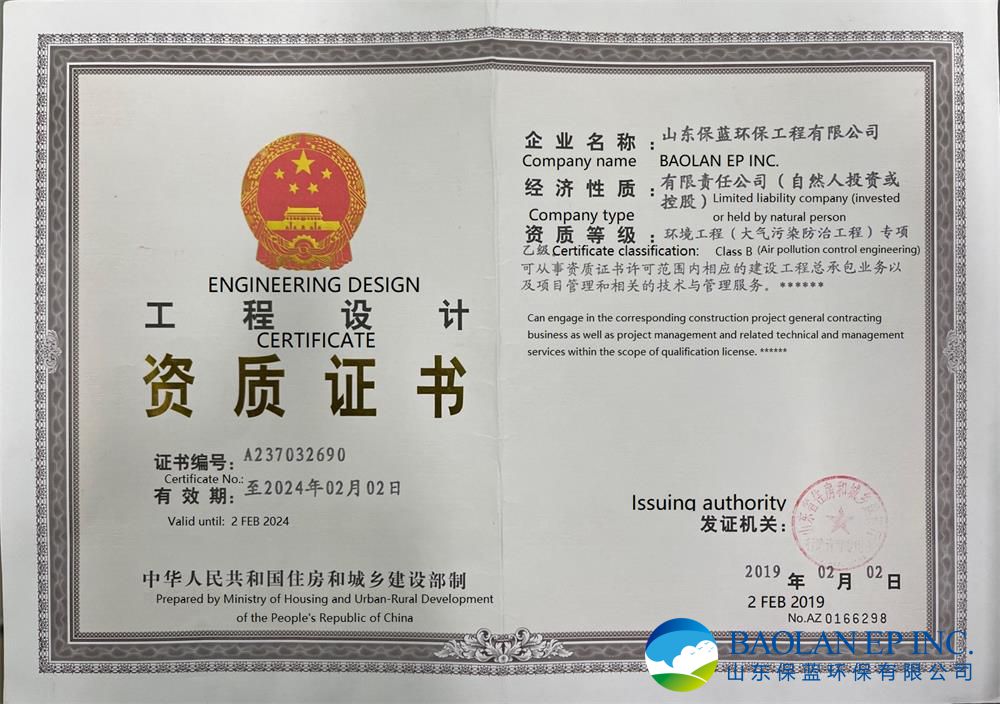 ENGINEERING DESIGN
工程设计
CERTIFICATE
资质证书
证书编号: A237032690
Certificate No.:
有效期: 至2024年02月02日
Valid until: 2 FEB 2024
中华人民共和国住房和城乡建设部制
Prepared by Ministry of Housing and Urban-Rural Development
of the People's Republic of China
企业名称: 山东保蓝环保工程有限公司
Company name BAOLAN EP INC.
经济性质: 有限责任公司（自然人投资或
控股） Limited liability company (invested
Company type or held by natural person
资质等级: 环境工程（大气污染防治工程）专项
乙级 Certificate classification: Class B (Air pollution control engineering)
可从事资质证书许可范围内相应的建设工程总承包业务以
及项目管理和相关的技术与管理服务。******
Can engage in the corresponding construction project general contracting
business as well as project management and related technical and management
services within the scope of qualification license. ******
Issuing authority
发证机关:
2019年02月02日
2 FEB 2019
No.AZ 0166298
BAOLAN EP INC.
山东保蓝环保有限公司